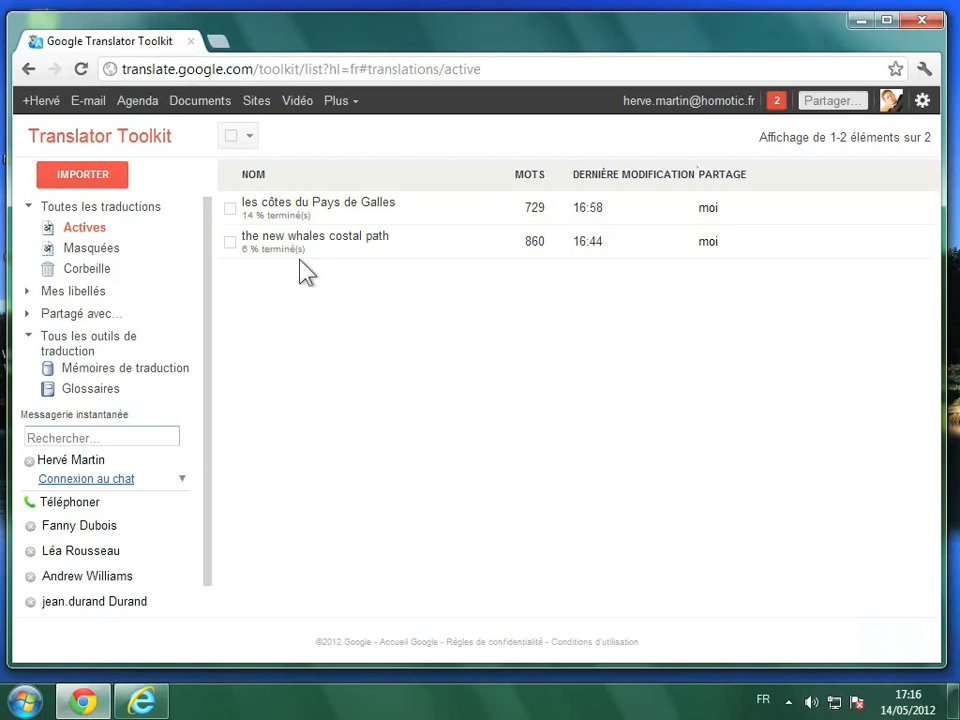 Google Translator Toolkit
translate.google.com/toolkit/list?hl=fr#translations/active
+Hervé E-mail Agenda Documents Sites Vidéo Plus herve.martin@homotic.fr 2 Partager...
Translator Toolkit
Affichage de 1-2 éléments sur 2
IMPORTER
NOM MOTS DERNIÈRE MODIFICATION PARTAGE
les côtes du Pays de Galles 729 16:58 moi
14 % terminé(s)
the new whales costal path 860 16:44 moi
6 % terminé(s)
Toutes les traductions
Actives
Masquées
Corbeille
Mes libellés
Partagé avec...
Tous les outils de
traduction
Mémoires de traduction
Glossaires
Messagerie instantanée
Rechercher...
Hervé Martin
Connexion au chat
Téléphoner
Fanny Dubois
Léa Rousseau
Andrew Williams
jean.durand Durand
©2012 Google - Accueil Google - Règles de confidentialité - Conditions d'utilisation
FR
17:16
14/05/2012